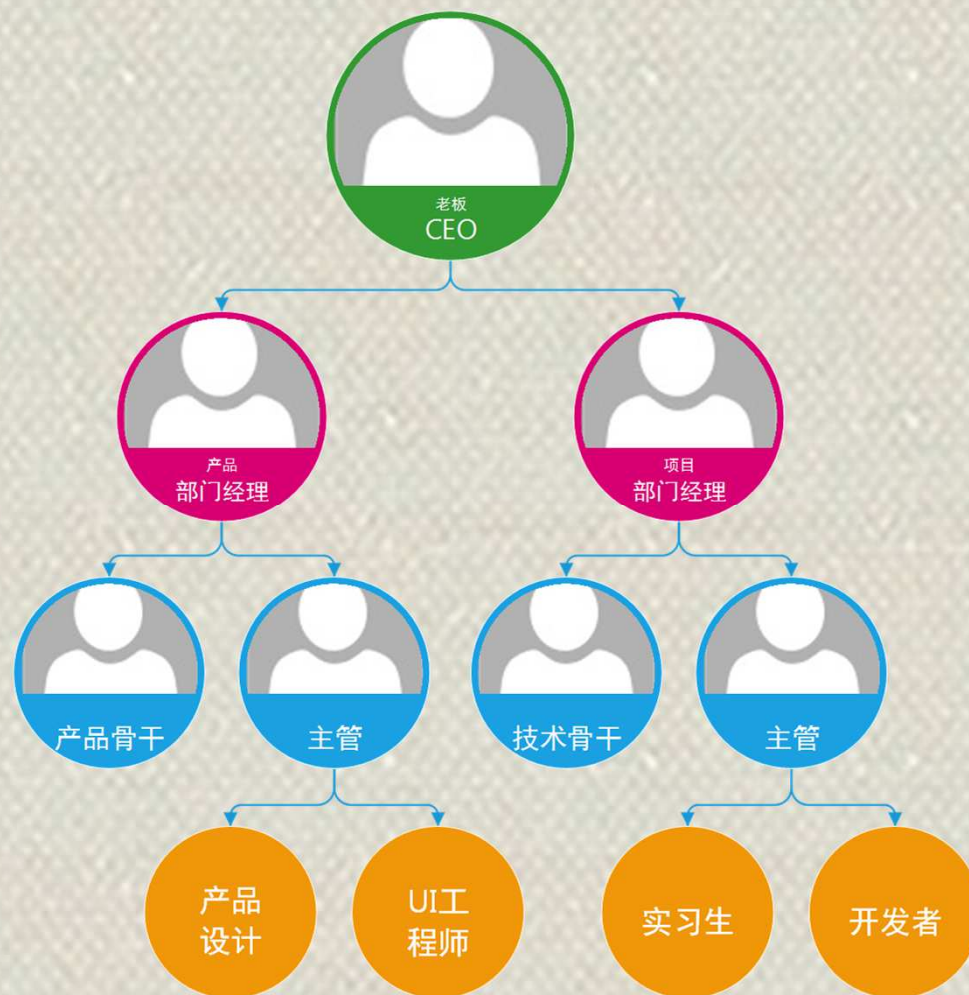 老板
CEO
产品
部门经理
项目
部门经理
产品骨干
主管
技术骨干
主管
产品
设计
UI工
程师
实习生
开发者